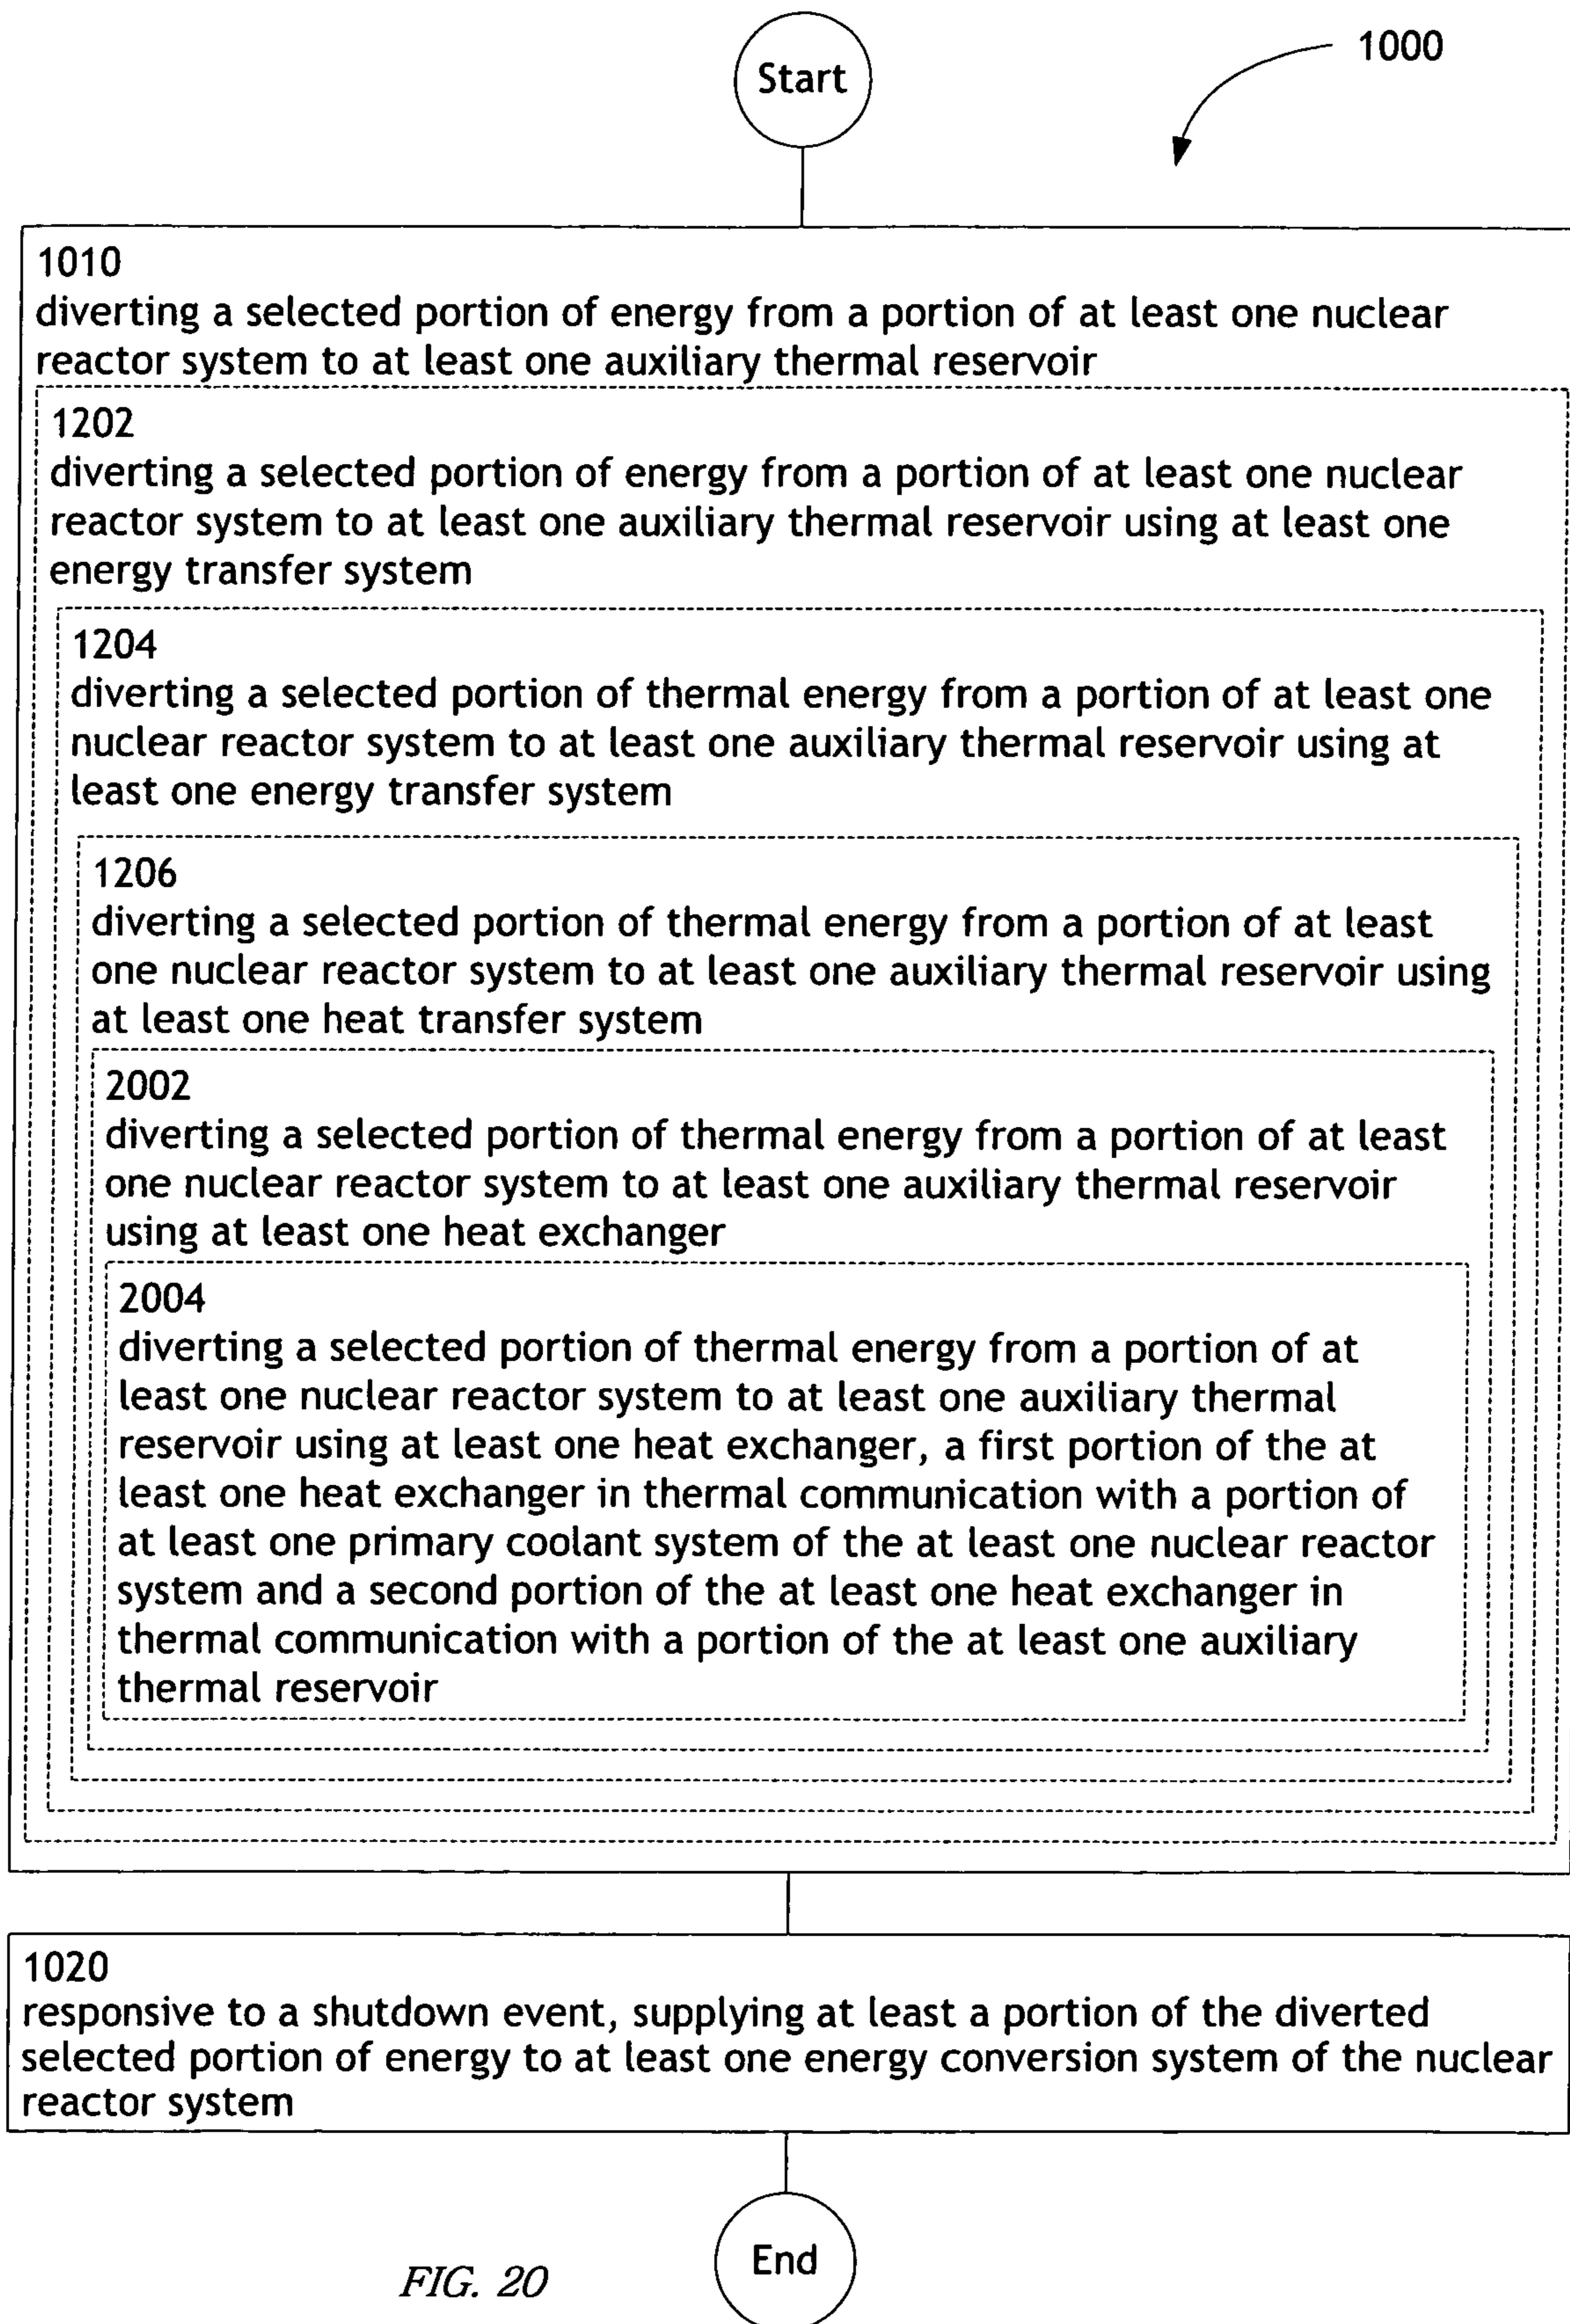 Start
1000
1010
diverting a selected portion of energy from a portion of at least one nuclear
reactor system to at least one auxiliary thermal reservoir
1202
diverting a selected portion of energy from a portion of at least one nuclear
reactor system to at least one auxiliary thermal reservoir using at least one
energy transfer system
1204
diverting a selected portion of thermal energy from a portion of at least one
nuclear reactor system to at least one auxiliary thermal reservoir using at
least one energy transfer system
1206
diverting a selected portion of thermal energy from a portion of at least
one nuclear reactor system to at least one auxiliary thermal reservoir using
at least one heat transfer system
2002
diverting a selected portion of thermal energy from a portion of at least
one nuclear reactor system to at least one auxiliary thermal reservoir
using at least one heat exchanger
2004
diverting a selected portion of thermal energy from a portion of at
least one nuclear reactor system to at least one auxiliary thermal
reservoir using at least one heat exchanger, a first portion of the at
least one heat exchanger in thermal communication with a portion of
at least one primary coolant system of the at least one nuclear reactor
system and a second portion of the at least one heat exchanger in
thermal communication with a portion of the at least one auxiliary
thermal reservoir
1020
responsive to a shutdown event, supplying at least a portion of the diverted
selected portion of energy to at least one energy conversion system of the nuclear
reactor system
End
FIG. 20